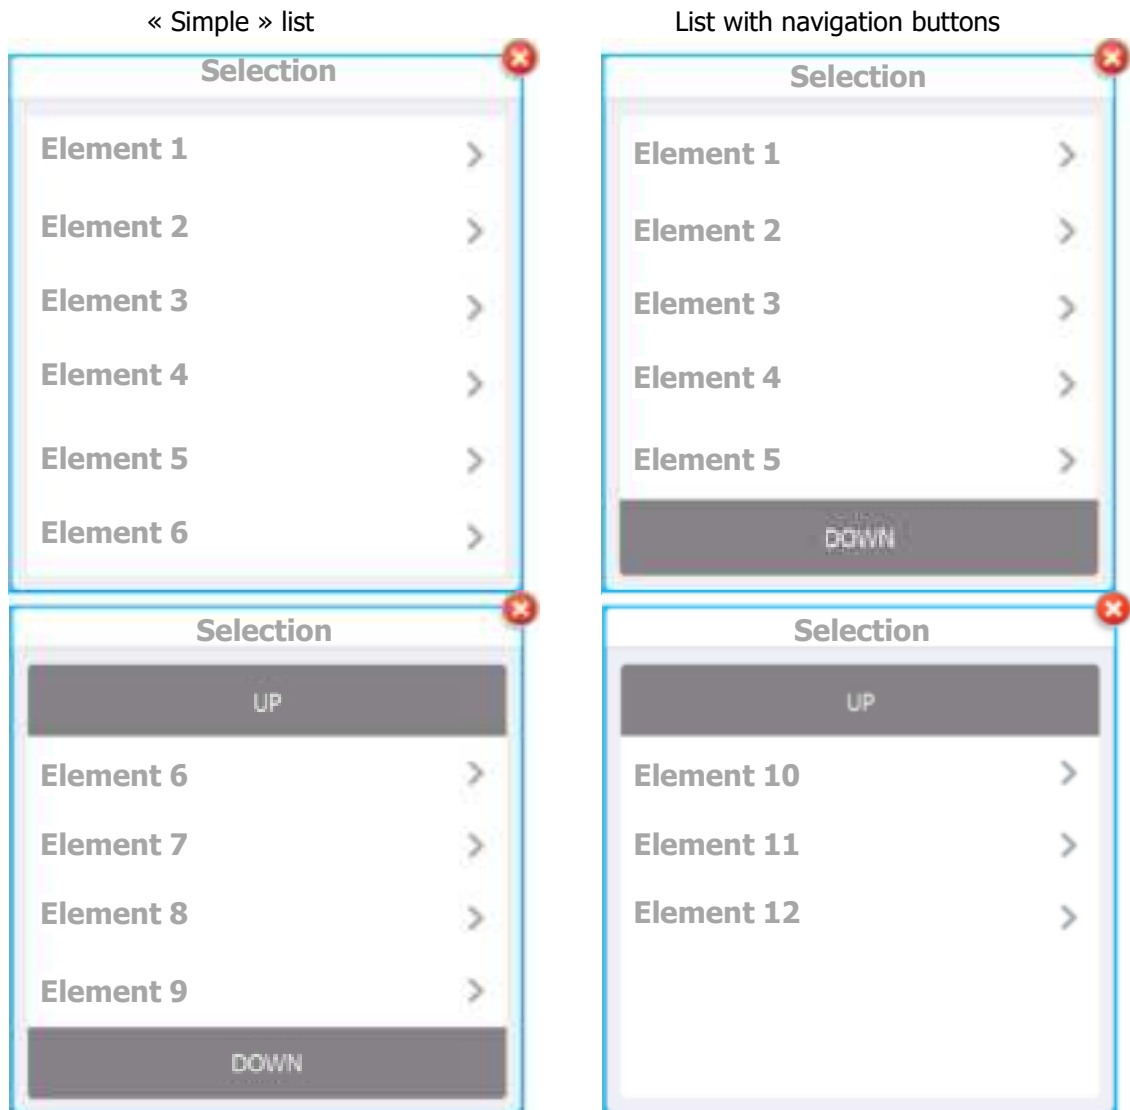 « Simple » list
Selection
Element 1
Element 2
Element 3
Element 4
Element 5
Element 6
List with navigation buttons
Selection
Element 1
Element 2
Element 3
Element 4
Element 5
DOWN
Selection
UP
Element 6
Element 7
Element 8
Element 9
DOWN
Selection
UP
Element 10
Element 11
Element 12